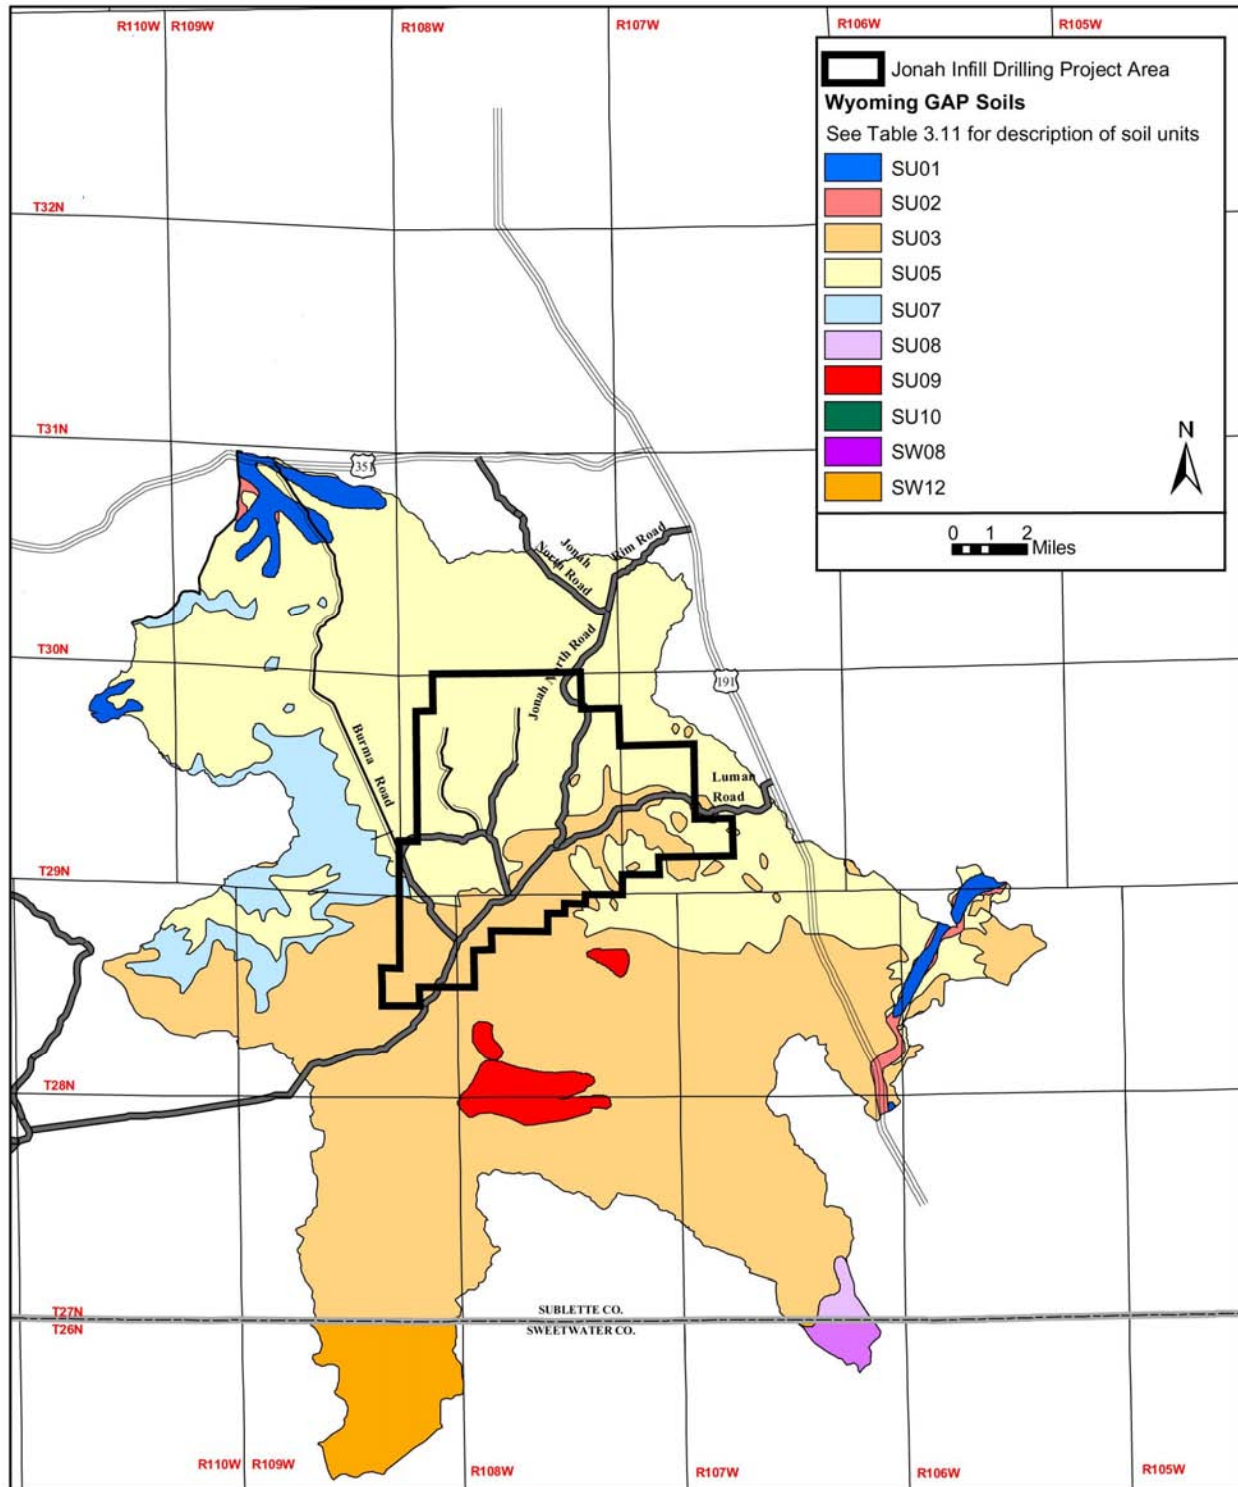 R110W R109W R108W R107W R106W R105W
Jonah Infill Drilling Project Area
Wyoming GAP Soils
See Table 3.11 for description of soil units
SU01
SU02
SU03
SU05
SU07
SU08
SU09
SU10
SW08
SW12
N
0 1 2 Miles
T32N
T31N
351
Jonah
North Road
Rim Road
T30N
Jonah North Road
191
Burma Road
Luman
Road
T29N
T28N
T27N
SUBLETTE CO.
T26N
SWEETWATER CO.
R110W R109W R108W R107W R106W R105W